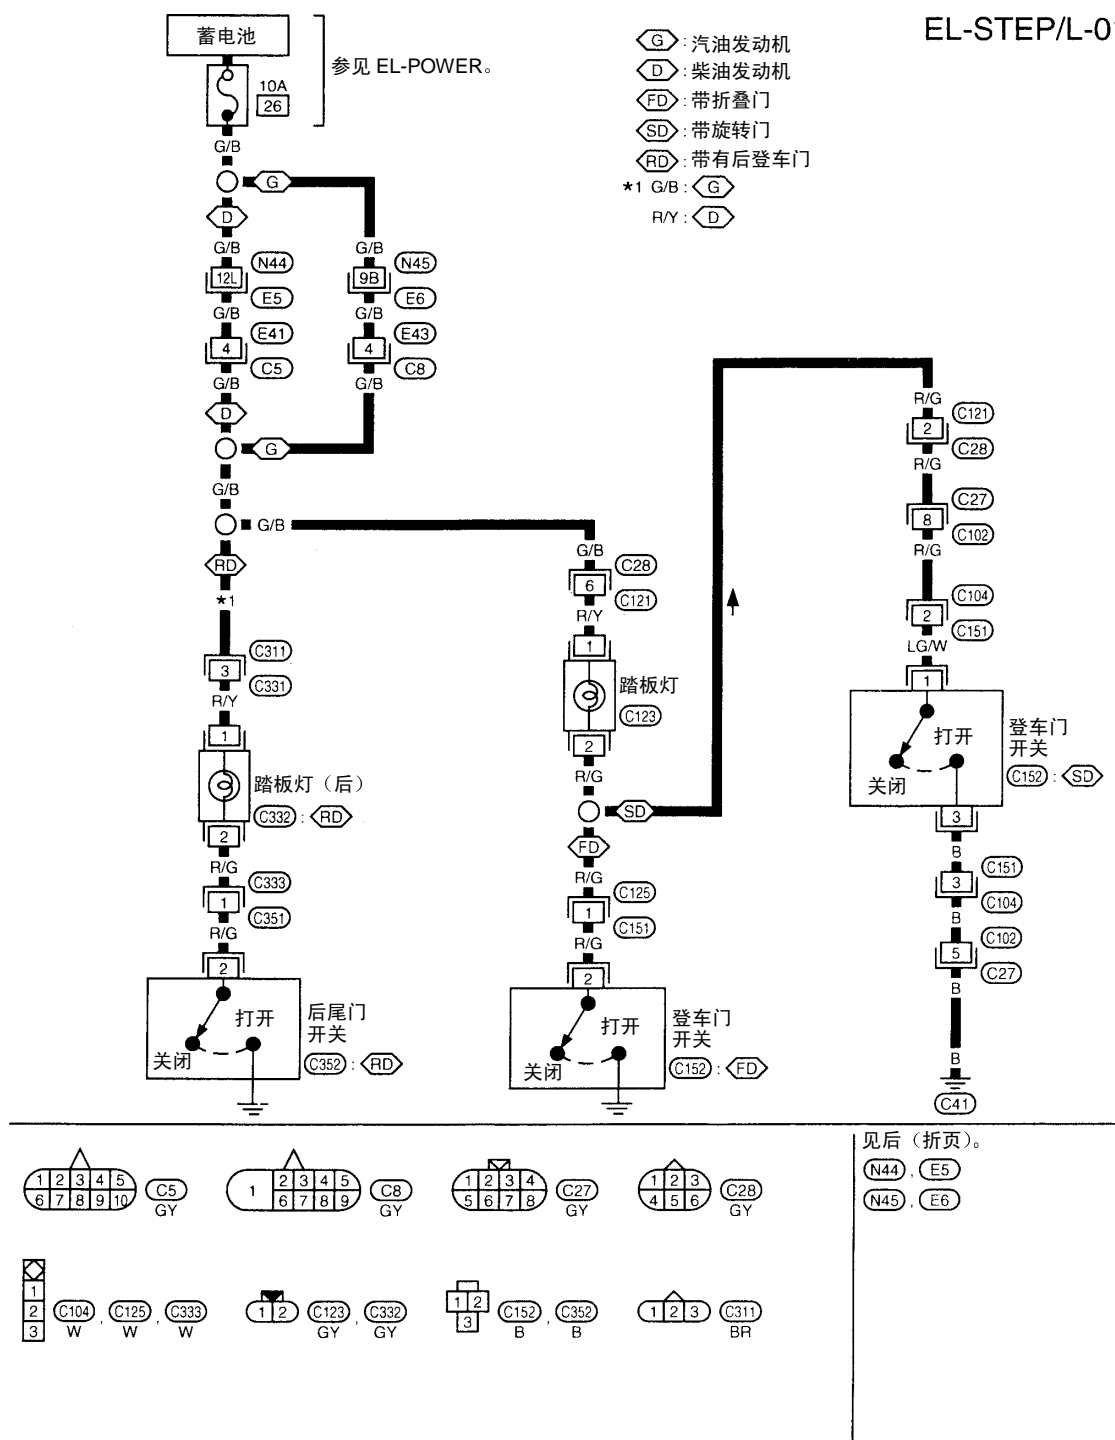 EL-STEP/L-01
蓄电池
参见 EL-POWER。
10A
26
G/B
G : 汽油发动机
D : 柴油发动机
FD : 带折叠门
SD : 带旋转门
RD : 带有后登车门
*1 G/B : G
R/Y : D
G
D
G/B
G/B
12L
N44
9B
N45
E5
E6
G/B
G/B
E41
E43
4
4
C5
C8
G/B
G/B
D
G
G/B
G/B
RD
*1
C311
3
C331
R/Y
1
踏板灯（后）
C332 : RD
2
R/G
C333
1
C351
R/G
2
后尾门
开关
打开
关闭
C352 : RD
G/B
C28
6
C121
R/Y
1
踏板灯
C123
2
R/G
SD
FD
R/G
C125
1
C151
R/G
2
登车门
开关
打开
关闭
C152 : FD
R/G
C121
2
C28
R/G
C27
8
C102
R/G
C104
2
C151
LG/W
1
登车门
开关
打开
关闭
C152 : SD
3
B
C151
3
C104
B
C102
5
C27
B
B
C41
1 2 3 4 5
6 7 8 9 10
C5
GY
1
2 3 4 5
6 7 8 9
C8
GY
1 2 3 4
5 6 7 8
C27
GY
1 2 3
4 5 6
C28
GY
见后（折页）。
N44 , E5
N45 , E6
1
2
3
C104 , C125 , C333
W W W
1 2
C123 , C332
GY GY
1 2
3
C152 , C352
B B
1 2 3
C311
BR